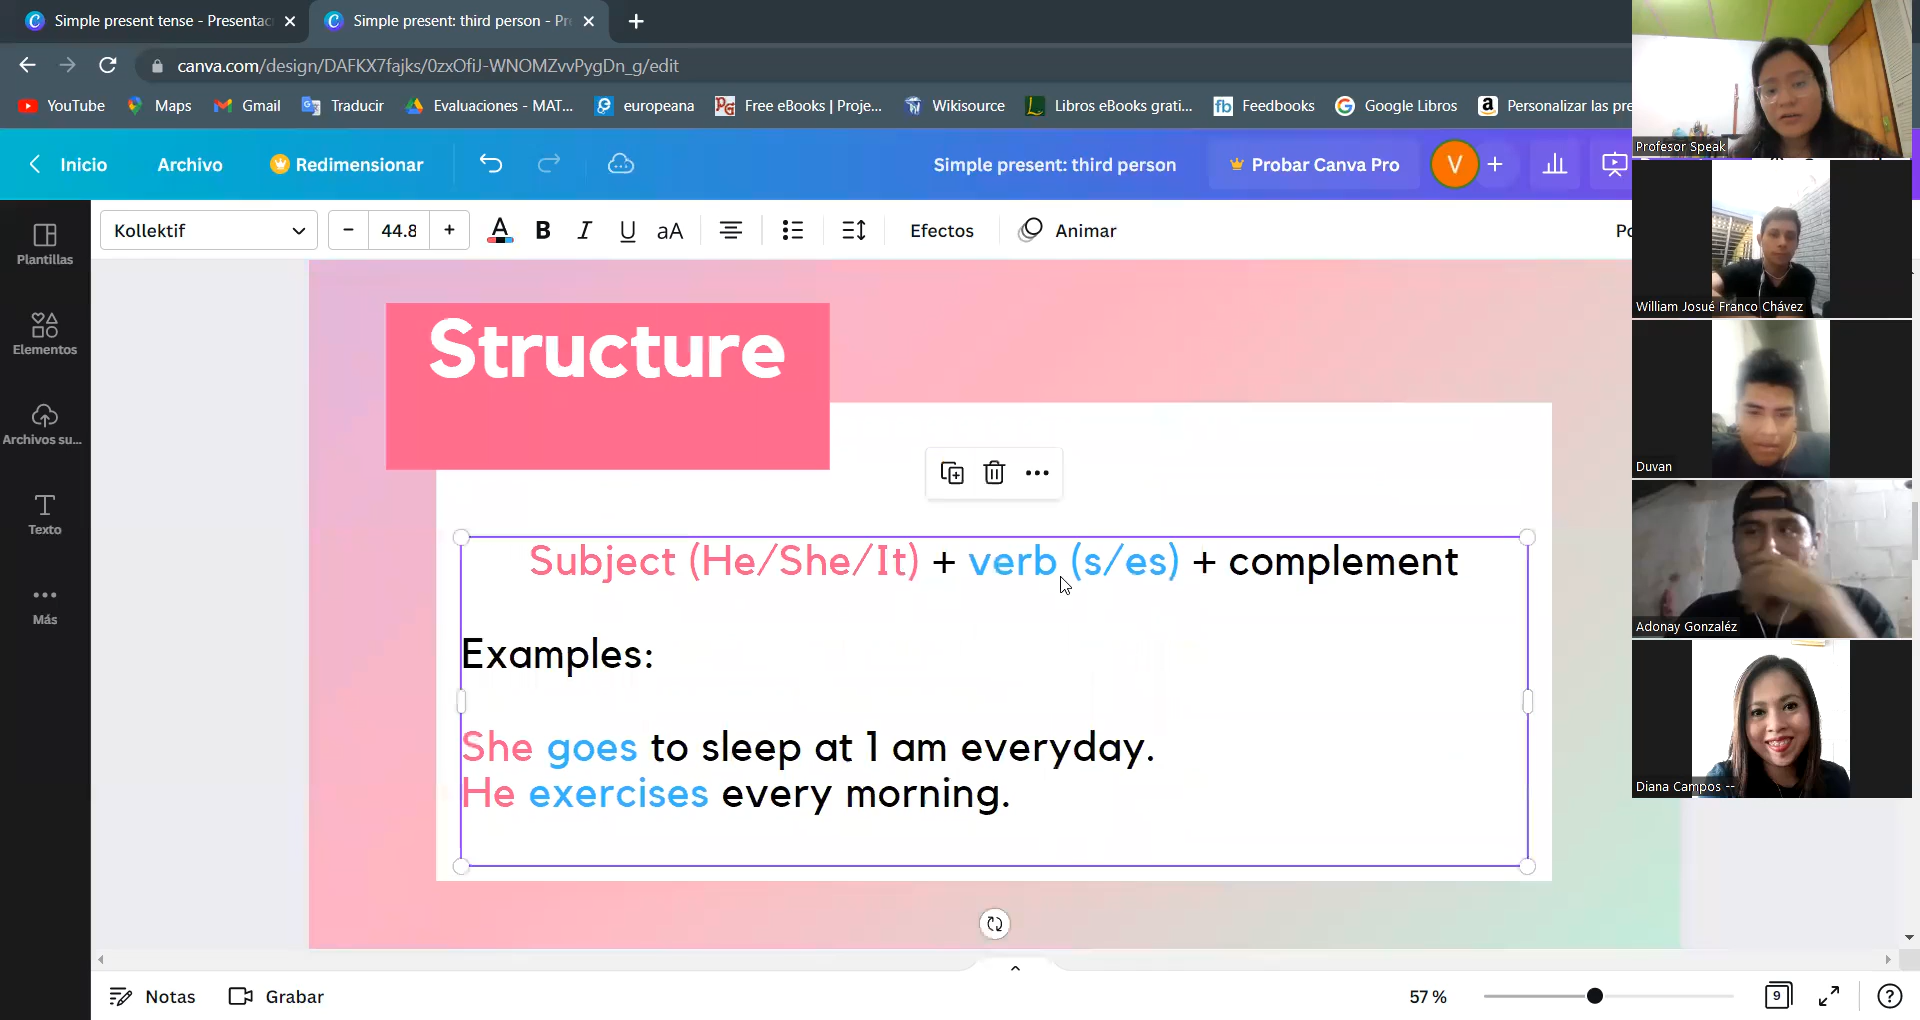 Simple present tense - Presentac
Simple present: third person - Pr
canva.com/design/DAFKX7fajks/0zxOfiJ-WNOMZvvPygDn_g/edit
YouTube
Maps
Gmail
Traducir
Evaluaciones - MAT...
europeana
Free eBooks | Proje...
Wikisource
Libros eBooks grati...
Feedbooks
Google Libros
Personalizar las pre
Inicio
Archivo
Redimensionar
Simple present: third person
Probar Canva Pro
V
Kollektif
44.8
A
B
I
U
aA
Efectos
Animar
Po
Plantillas
Elementos
Archivos su...
Texto
Más
Structure
Subject (He/She/It) + verb (s/es) + complement
Examples:
She goes to sleep at 1 am everyday.
He exercises every morning.
Notas
Grabar
57 %
9
Profesor Speak
William Josué Franco Chávez
Duvan
Adonay Gonzaléz
Diana Campos --